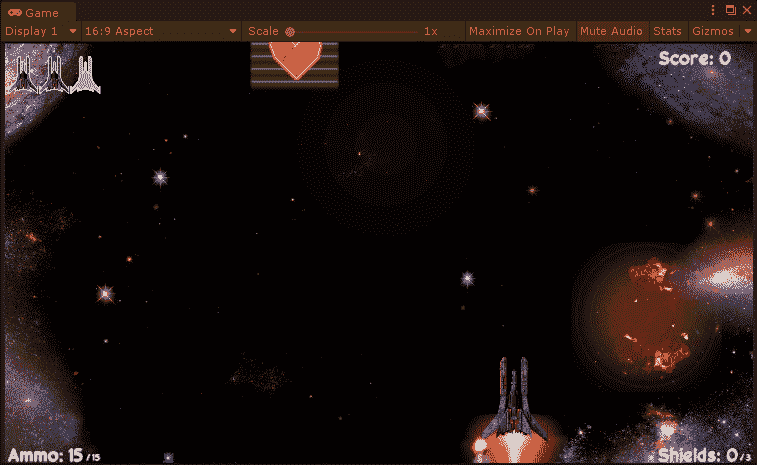 Game
Display 1 16:9 Aspect Scale 1x Maximize On Play Mute Audio Stats Gizmos
Score: 0
Ammo: 15/15
Shields: 0/3